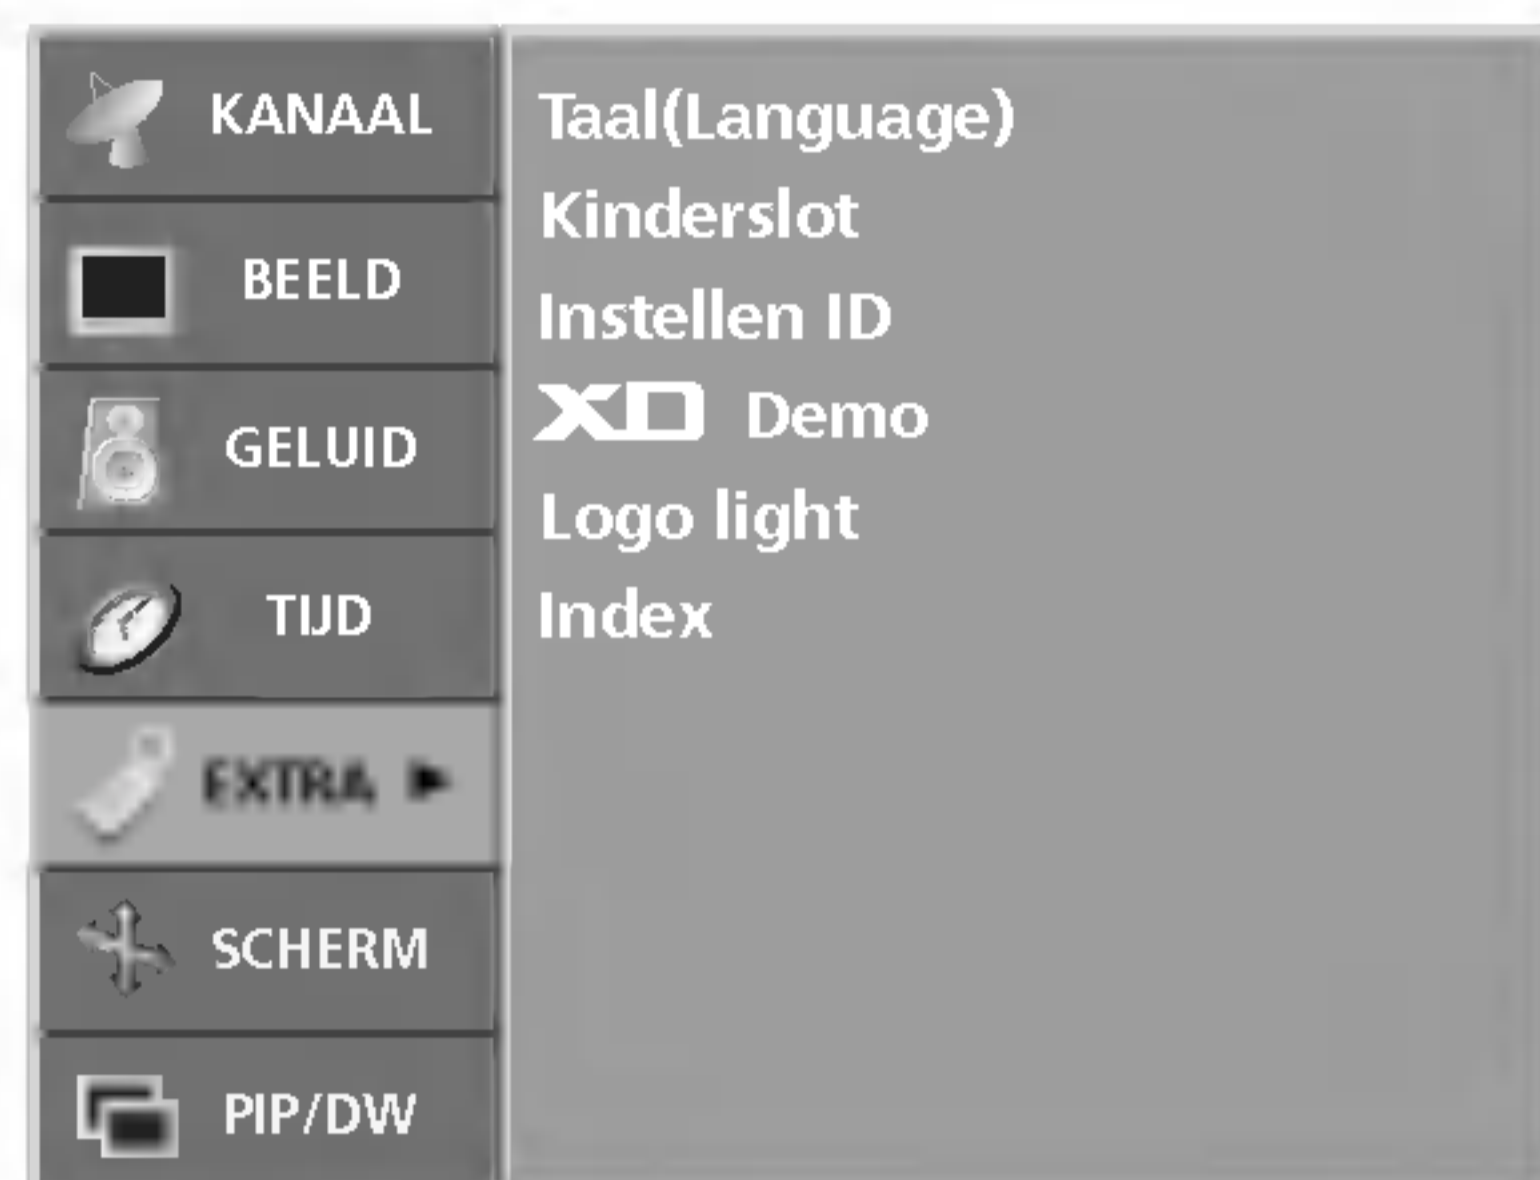 KANAAL
BEELD
GELUID
TIJD
EXTRA ►
SCHERM
PIP/DW
Taal(Language)
Kinderslot
Instellen ID
XD Demo
Logo light
Index